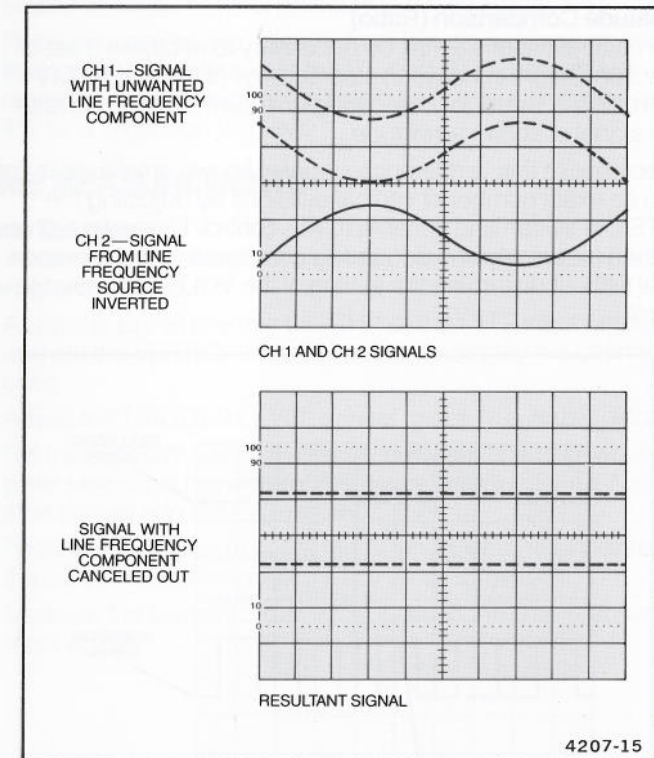 CH 1—SIGNAL
WITH UNWANTED
LINE FREQUENCY
COMPONENT
100
90
CH 2—SIGNAL
FROM LINE
FREQUENCY
SOURCE
INVERTED
10
0
CH 1 AND CH 2 SIGNALS
100
90
SIGNAL WITH
LINE FREQUENCY
COMPONENT
CANCELED OUT
10
0
RESULTANT SIGNAL
4207-15